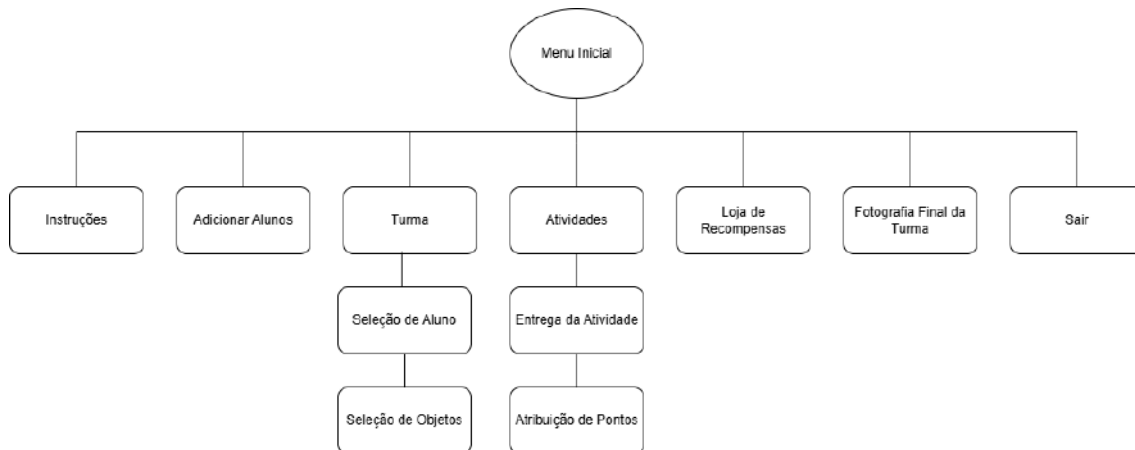 Menu Inicial
Instruções
Adicionar Alunos
Turma
Atividades
Loja de
Recompensas
Fotografia Final da
Turma
Sair
Seleção de Aluno
Entrega da Atividade
Seleção de Objetos
Atribuição de Pontos